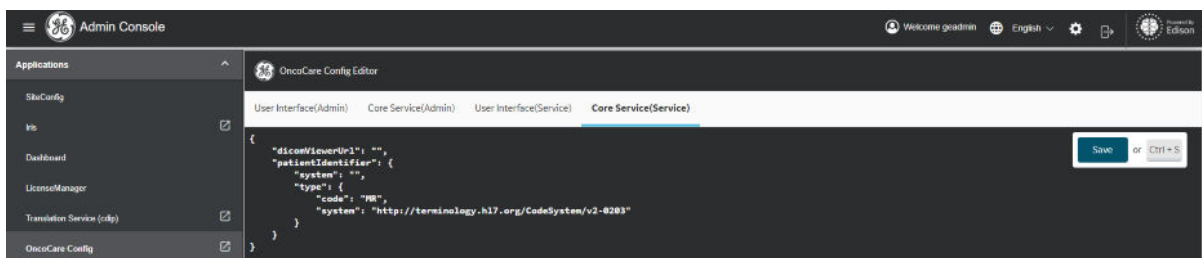 Admin Console
Welcome geadmin
English
Powered By
Edison
Applications
SiteConfig
Iris
Dashboard
LicenseManager
Translation Service (cdip)
OncoCare Config
OncoCare Config Editor
User Interface(Admin) Core Service(Admin) User Interface(Service) Core Service(Service)
{
"dicomViewerUrl": "",
"patientIdentifier": {
"system": "",
"type": {
"code": "MR",
"system": "http://terminology.hl7.org/CodeSystem/v2-0203"
}
}
}
Save or Ctrl + S